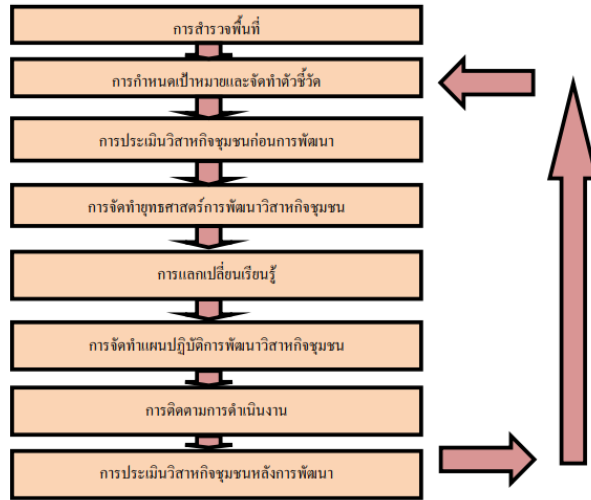 การสำรวจพื้นที่
การกำหนดเป้าหมายและจัดทำตัวชี้วัด
การประเมินวิสาหกิจชุมชนก่อนการพัฒนา
การจัดทำยุทธศาสตร์การพัฒนาวิสาหกิจชุมชน
การแลกเปลี่ยนเรียนรู้
การจัดทำแผนปฏิบัติการพัฒนาวิสาหกิจชุมชน
การติดตามการดำเนินงาน
การประเมินวิสาหกิจชุมชนหลังการพัฒนา